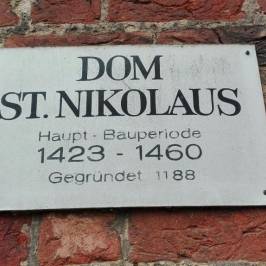 DOM
ST. NIKOLAUS
Haupt - Bauperiode
1423 - 1460
Gegründet 1188